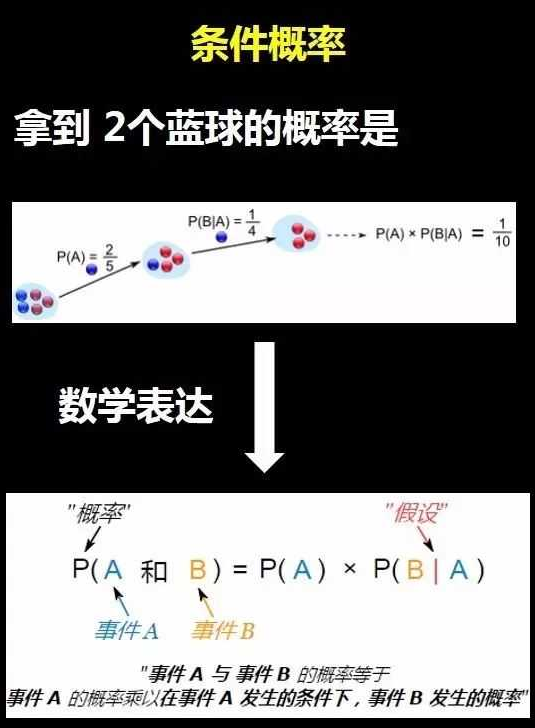 条件概率
拿到 2个蓝球的概率是
P(A) = 2/5
P(B|A) = 1/4
P(A) × P(B|A) = 1/10
数学表达
"概率"
"假设"
P( A 和 B ) = P( A ) × P( B | A )
事件 A
事件 B
"事件 A 与 事件 B 的概率等于
事件 A 的概率乘以在事件 A 发生的条件下，事件 B 发生的概率"